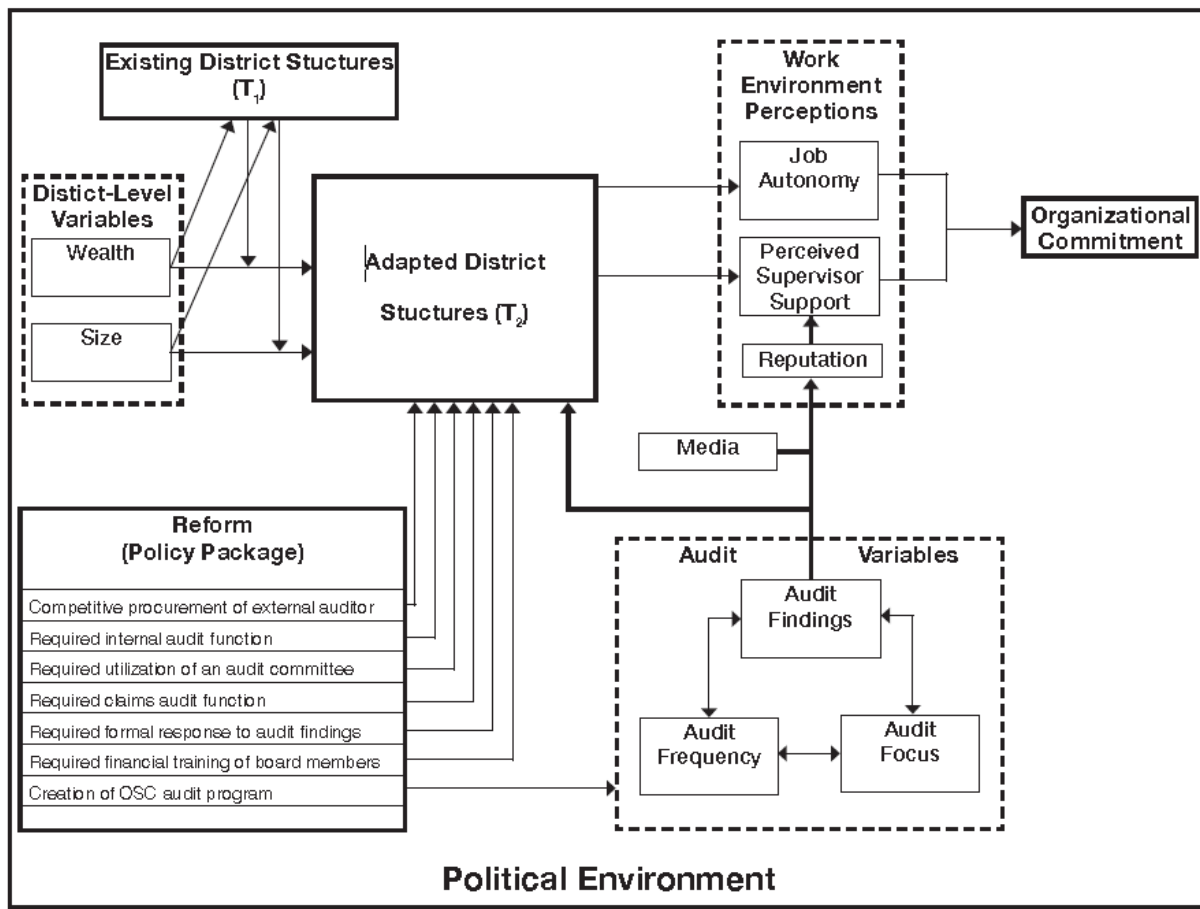 Existing District Stuctures
(T1)
Distict-Level
Variables
Wealth
Size
Adapted District
Stuctures (T2)
Work
Environment
Perceptions
Job
Autonomy
Perceived
Supervisor
Support
Reputation
Organizational
Commitment
Media
Reform
(Policy Package)
Competitive procurement of external auditor
Required internal audit function
Required utilization of an audit committee
Required claims audit function
Required formal response to audit findings
Required financial training of board members
Creation of OSC audit program
Audit Variables
Audit
Findings
Audit
Frequency
Audit
Focus
Political Environment